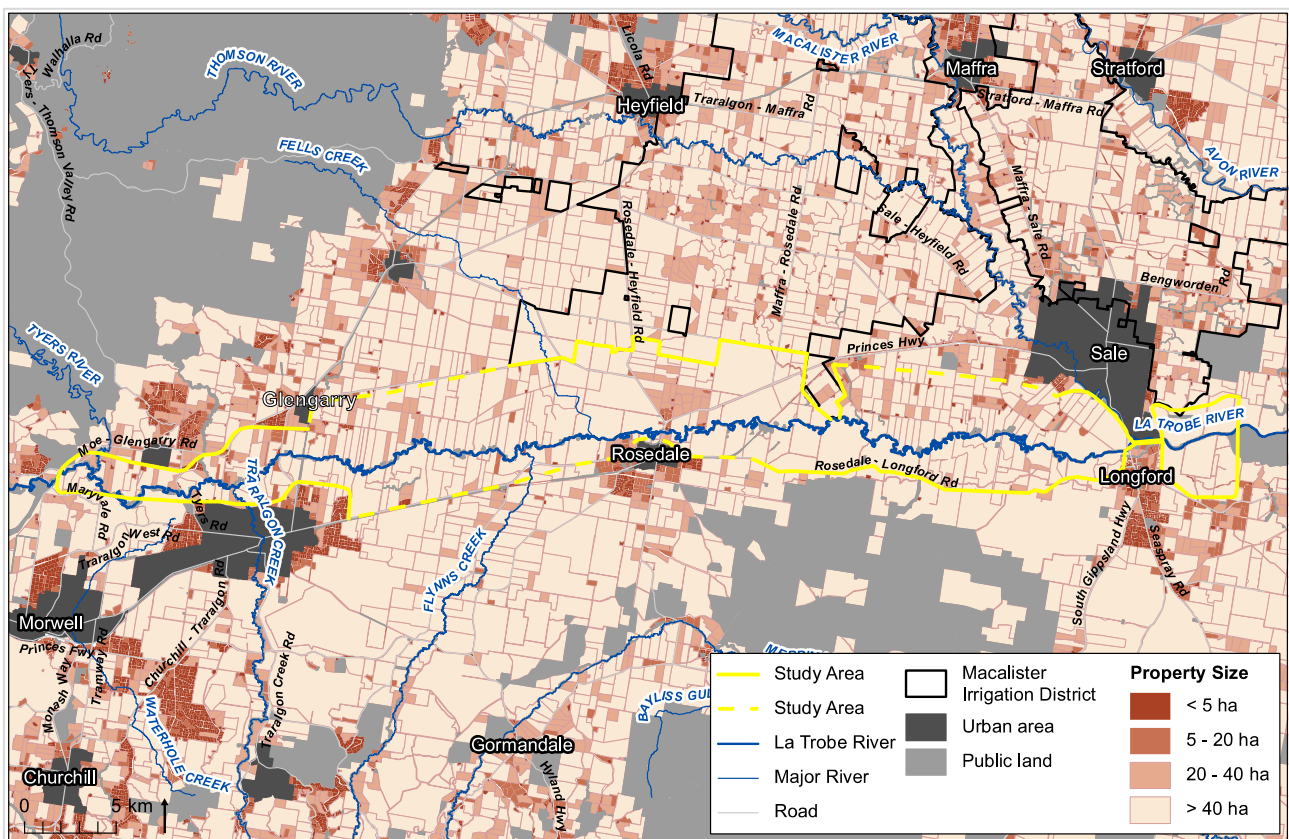 Walhalla Rd
Tyers - Thomson Valley Rd
THOMSON RIVER
FELLS CREEK
Licola Rd
Heyfield
Traralgon - Maffra
Rd
MACALISTER RIVER
Maffra
Stratford
Stratford - Maffra Rd
AVON RIVER
Maffra - Sale Rd
Sale - Heyfield Rd
Maffra - Rosedale Rd
Rosedale - Heyfield Rd
Bengworden
Rd
Princes Hwy
Sale
TYERS RIVER
Glengarry
Moe - Glengarry Rd
LA TROBE RIVER
Rosedale
Rosedale - Longford Rd
Longford
Maryvale Rd
Tyers
Rd
TRARALGON CREEK
Traralgon
West Rd
FLYNNS CREEK
South Gippsland Hwy
Seaspray Rd
Morwell
Princes Fwy
Monash Way
Tramway Rd
Churchill - Traralgon Rd
Traralgon Creek Rd
WATERHOLE CREEK
Churchill
Gormandale
Hyland Hwy
0 5 km
Study Area
Study Area
La Trobe River
Major River
Road
Macalister
Irrigation District
Urban area
Public land
Property Size
< 5 ha
5 - 20 ha
20 - 40 ha
> 40 ha